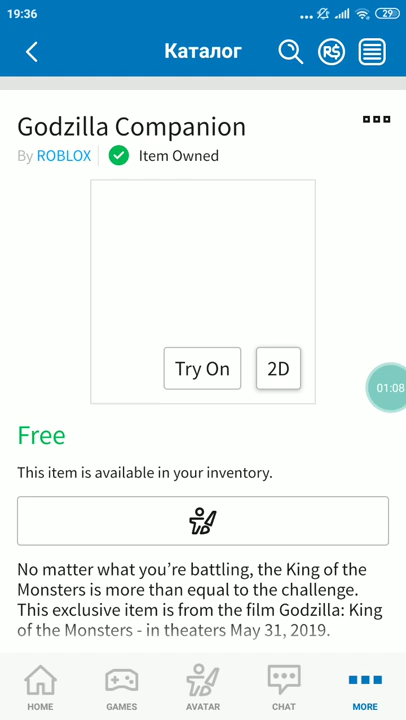 19:36
29
Каталог
R$
Godzilla Companion
By ROBLOX Item Owned
Try On
2D
01:08
Free
This item is available in your inventory.
No matter what you're battling, the King of the
Monsters is more than equal to the challenge.
This exclusive item is from the film Godzilla: King
of the Monsters - in theaters May 31, 2019.
HOME
GAMES
AVATAR
CHAT
MORE